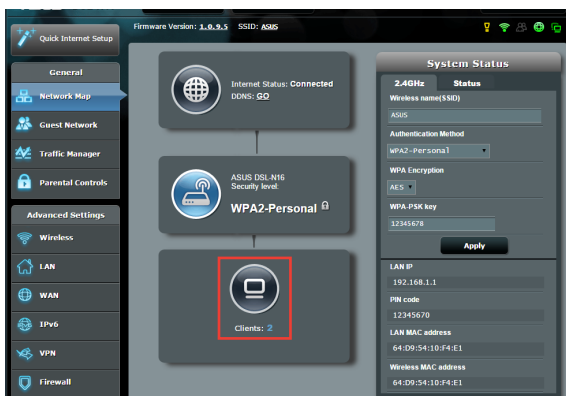 Firmware Version: 1.0.9.5 SSID: ASUS
Quick Internet Setup
General
Network Map
Guest Network
Traffic Manager
Parental Controls
Advanced Settings
Wireless
LAN
WAN
IPv6
VPN
Firewall
Internet Status: Connected
DDNS: GO
ASUS DSL-N16
Security level:
WPA2-Personal
Clients: 2
System Status
2.4GHz Status
Wireless name(SSID)
ASUS
Authentication Method
WPA2-Personal
WPA Encryption
AES
WPA-PSK key
12345678
Apply
LAN IP
192.168.1.1
PIN code
12345670
LAN MAC address
64:D9:54:10:F4:E1
Wireless MAC address
64:D9:54:10:F4:E1